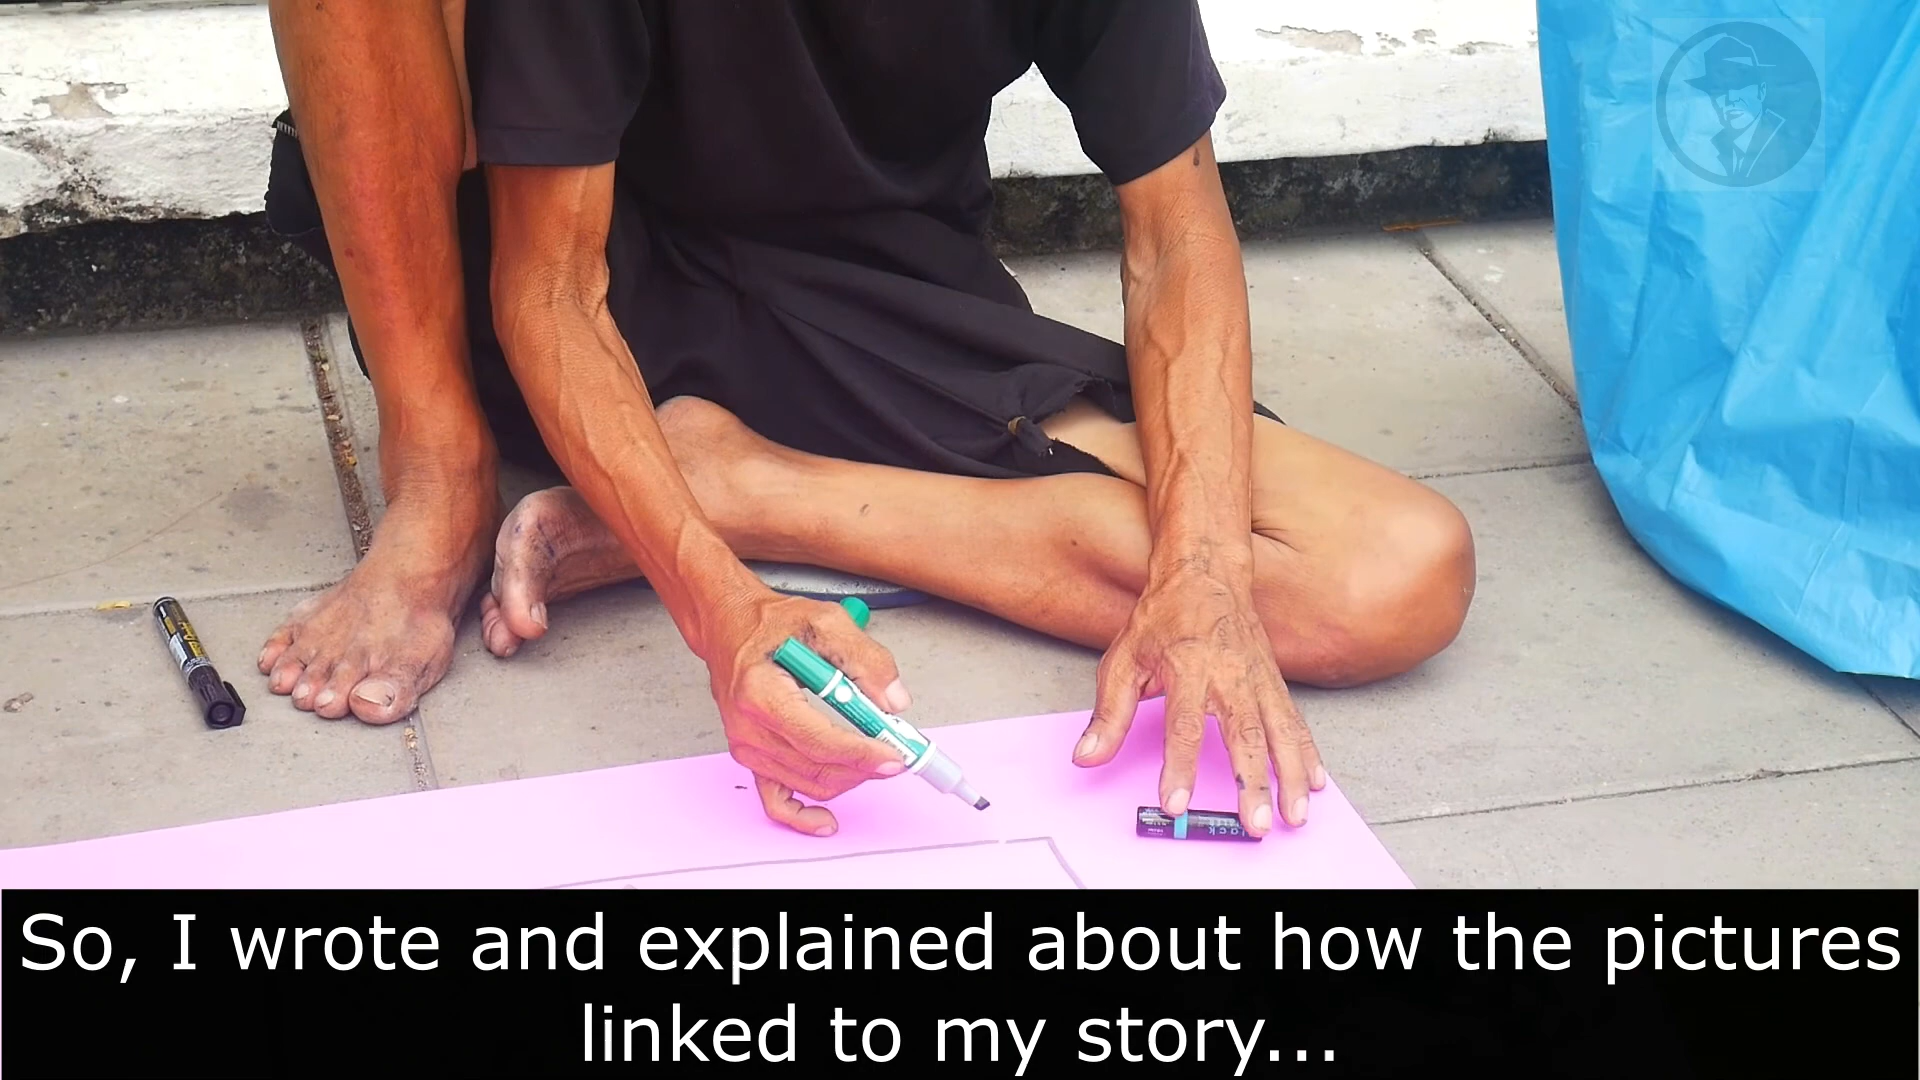 So, I wrote and explained about how the pictures
linked to my story...